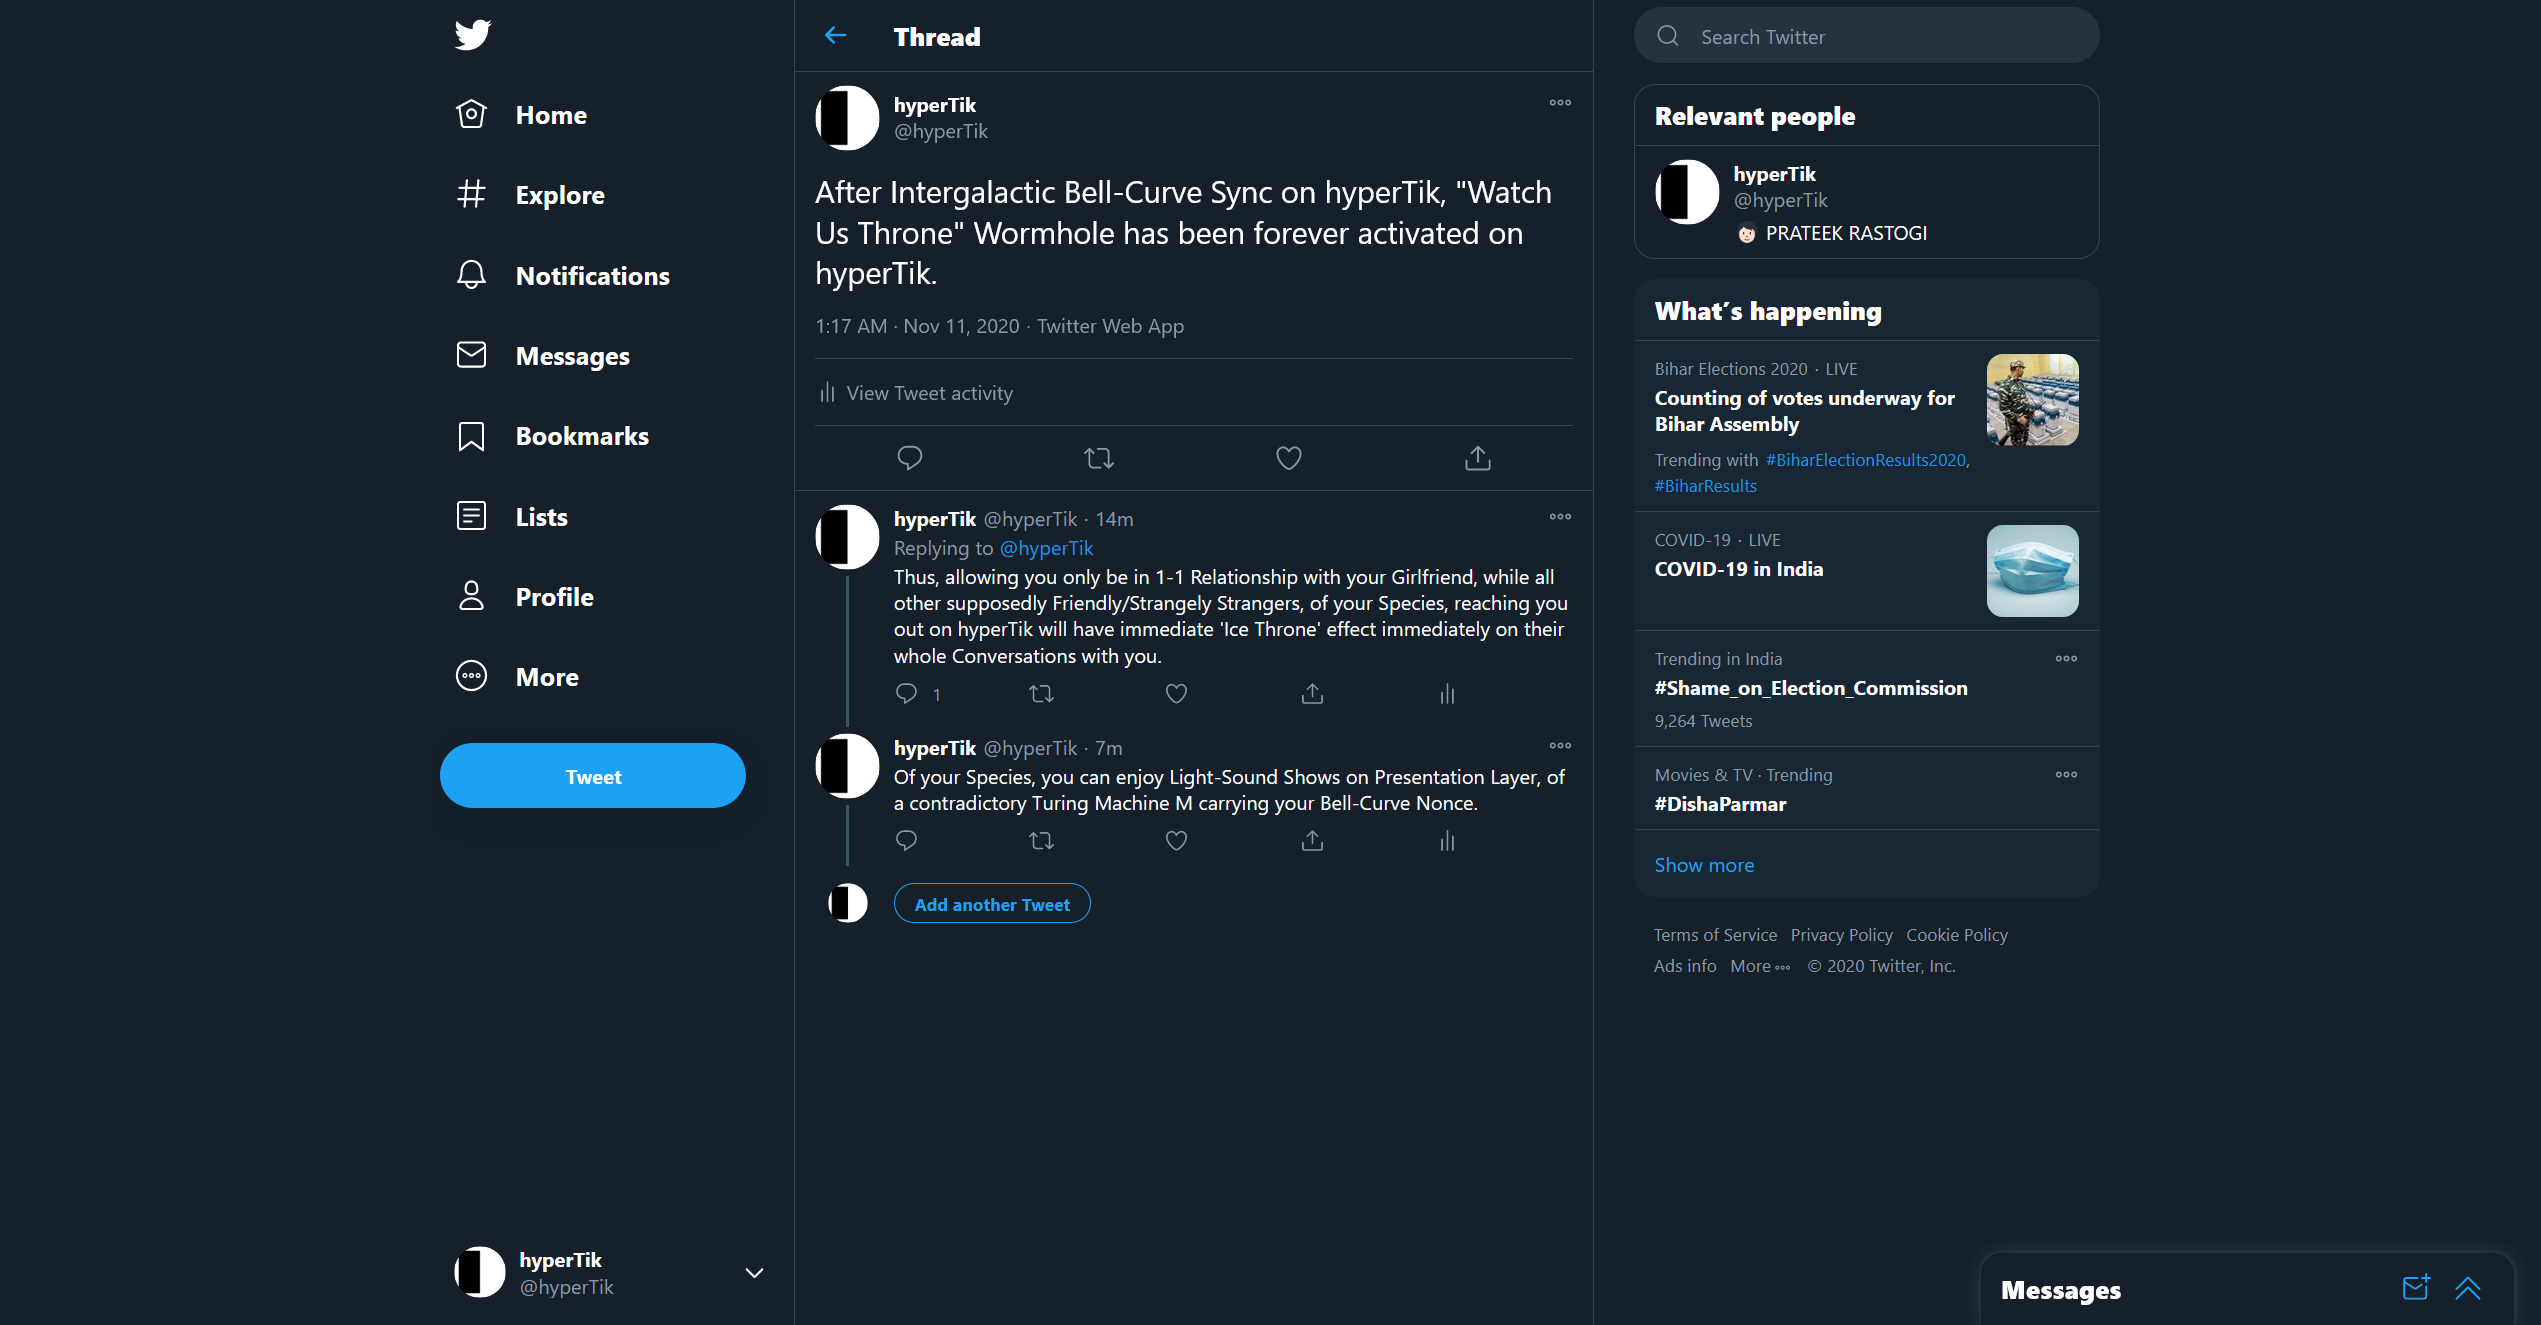 Home
Explore
Notifications
Messages
Bookmarks
Lists
Profile
More
Tweet
hyperTik
@hyperTik
Thread
hyperTik
@hyperTik
After Intergalactic Bell-Curve Sync on hyperTik, "Watch
Us Throne" Wormhole has been forever activated on
hyperTik.
1:17 AM · Nov 11, 2020 · Twitter Web App
View Tweet activity
hyperTik @hyperTik · 14m
Replying to @hyperTik
Thus, allowing you only be in 1-1 Relationship with your Girlfriend, while all
other supposedly Friendly/Strangely Strangers, of your Species, reaching you
out on hyperTik will have immediate 'Ice Throne' effect immediately on their
whole Conversations with you.
1
hyperTik @hyperTik · 7m
Of your Species, you can enjoy Light-Sound Shows on Presentation Layer, of
a contradictory Turing Machine M carrying your Bell-Curve Nonce.
Add another Tweet
Search Twitter
Relevant people
hyperTik
@hyperTik
PRATEEK RASTOGI
What's happening
Bihar Elections 2020 · LIVE
Counting of votes underway for
Bihar Assembly
Trending with #BiharElectionResults2020,
#BiharResults
COVID-19 · LIVE
COVID-19 in India
Trending in India
#Shame_on_Election_Commission
9,264 Tweets
Movies & TV · Trending
#DishaParmar
Show more
Terms of Service Privacy Policy Cookie Policy
Ads info More © 2020 Twitter, Inc.
Messages